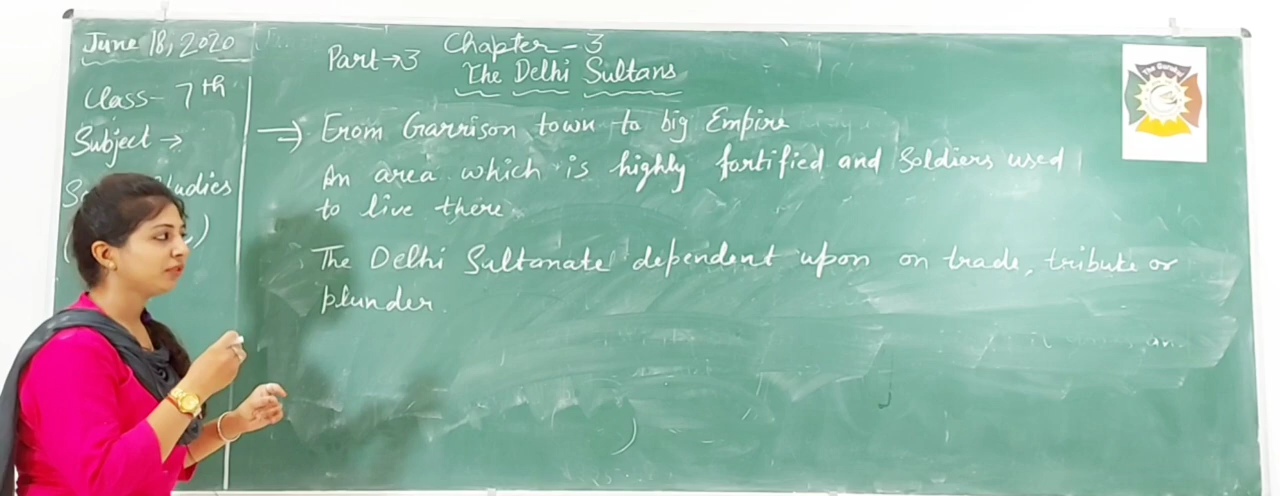 June 18, 2020
Class- 7th
Subject →
Studies
Part→3 Chapter - 3
The Delhi Sultans
→ From Garrison town to big Empire
An area which is highly fortified and Soldiers used
to live there.
The Delhi Sultanate dependent upon on trade, tribute or
plunder.